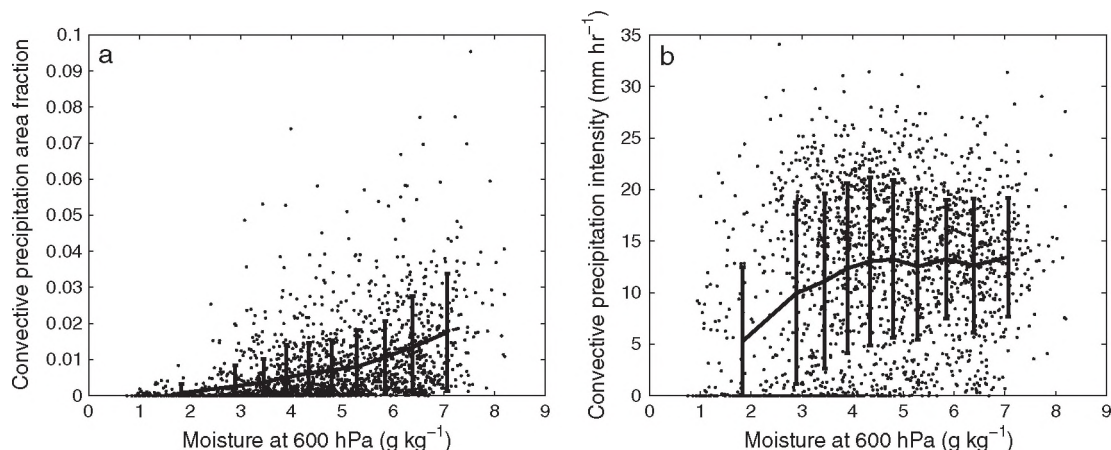 a
Convective precipitation area fraction
0.1
0.09
0.08
0.07
0.06
0.05
0.04
0.03
0.02
0.01
0
0 1 2 3 4 5 6 7 8 9
Moisture at 600 hPa (g kg⁻¹)
b
Convective precipitation intensity (mm hr⁻¹)
35
30
25
20
15
10
5
0
0 1 2 3 4 5 6 7 8 9
Moisture at 600 hPa (g kg⁻¹)